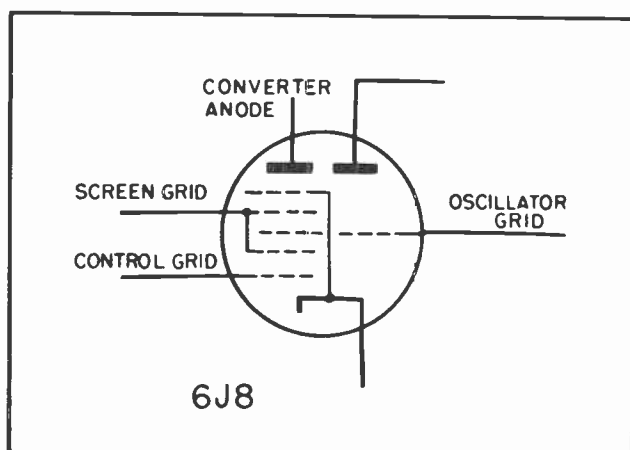 CONVERTER
ANODE
SCREEN GRID
OSCILLATOR
GRID
CONTROL GRID
6J8